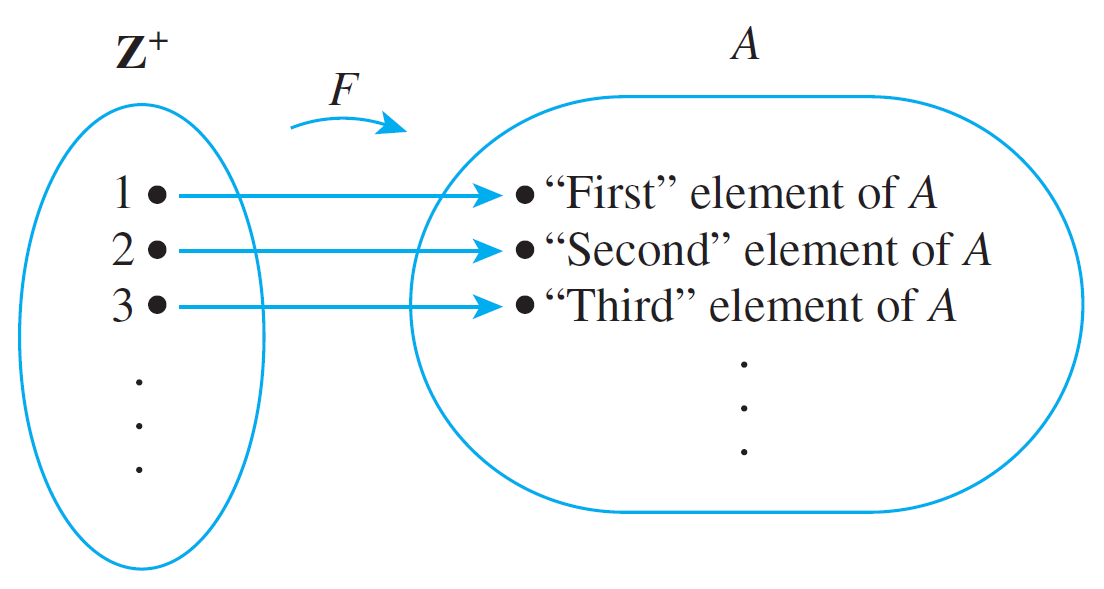 Z⁺
F
A
1
“First” element of A
2
“Second” element of A
3
“Third” element of A